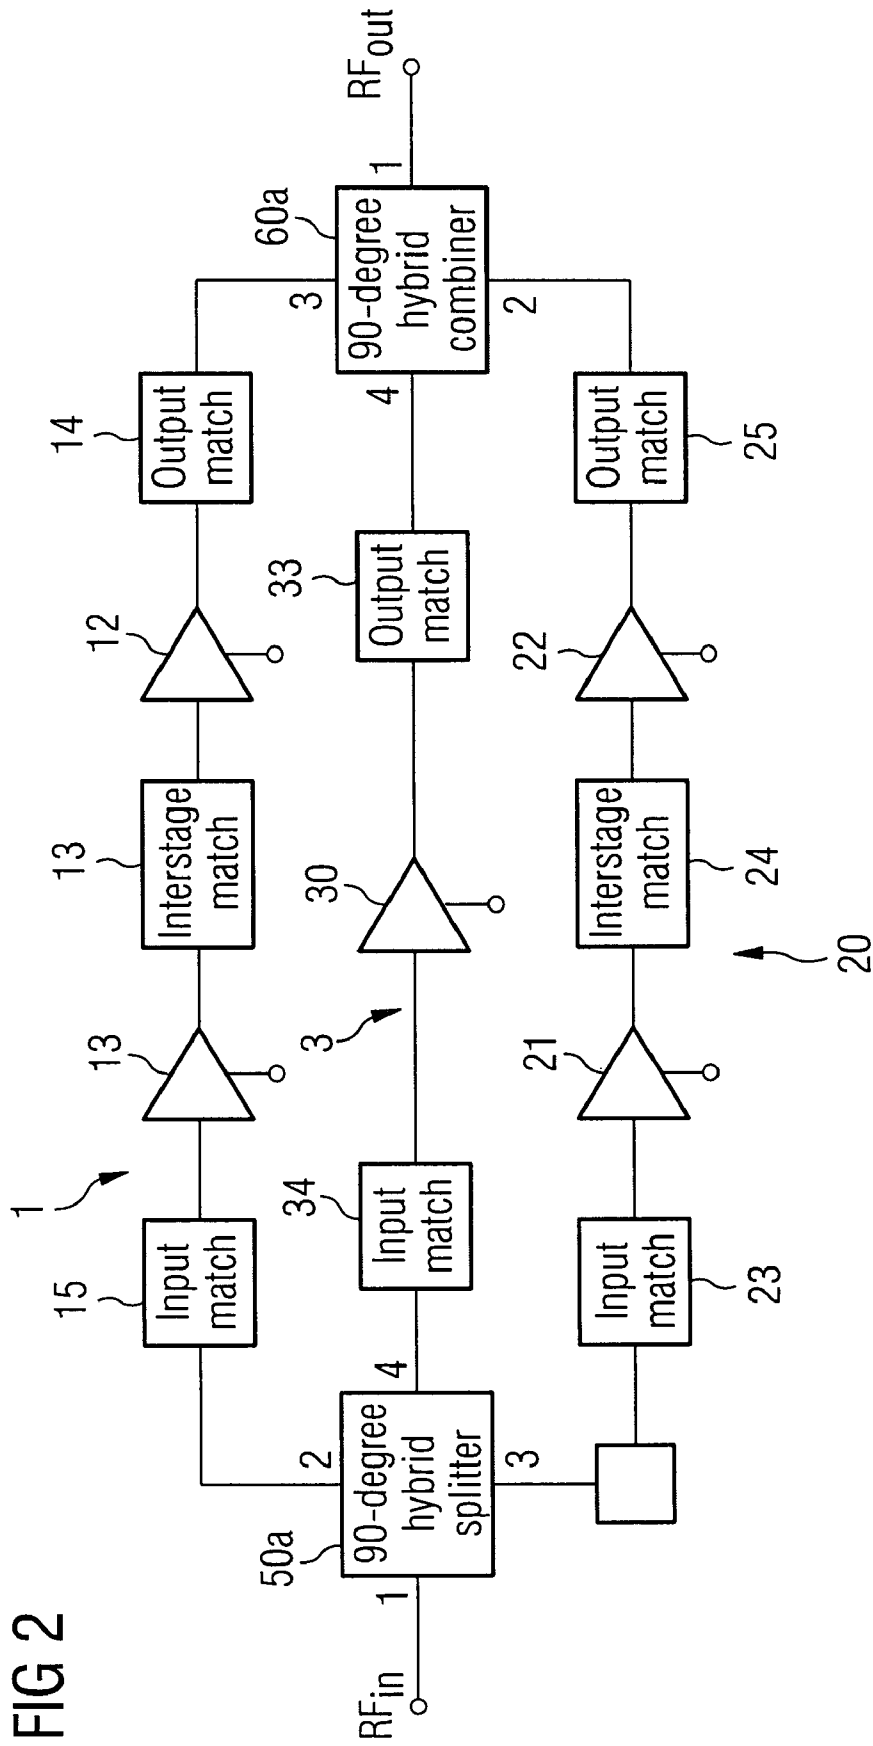 FIG 2
RFin
1
50a
90-degree
hybrid
splitter
2
4
3
1
15
Input
match
13
13
Interstage
match
12
14
Output
match
34
Input
match
3
30
33
Output
match
23
Input
match
21
24
Interstage
match
20
22
25
Output
match
60a
90-degree
hybrid
combiner
3
4
2
1
RFout